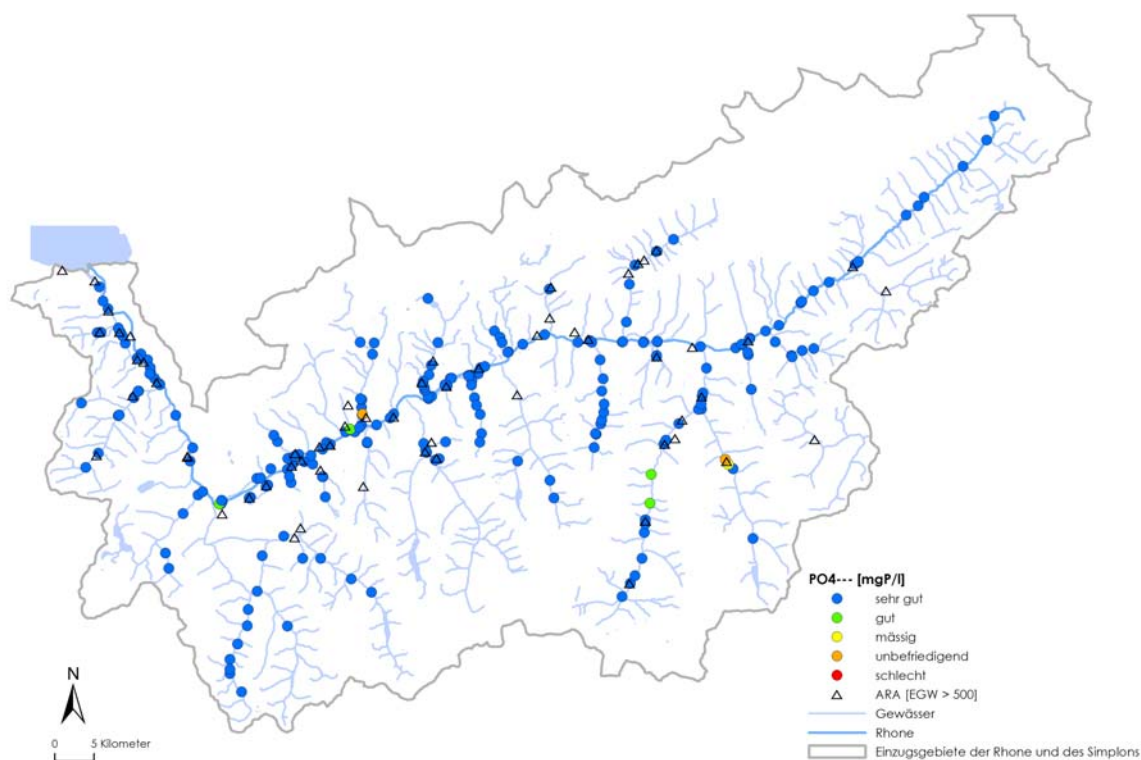 PO4--- [mgP/l]
sehr gut
gut
mässig
unbefriedigend
schlecht
ARA [EGW > 500]
Gewässer
Rhone
Einzugsgebiete der Rhone und des Simplons
N
0 5 Kilometer